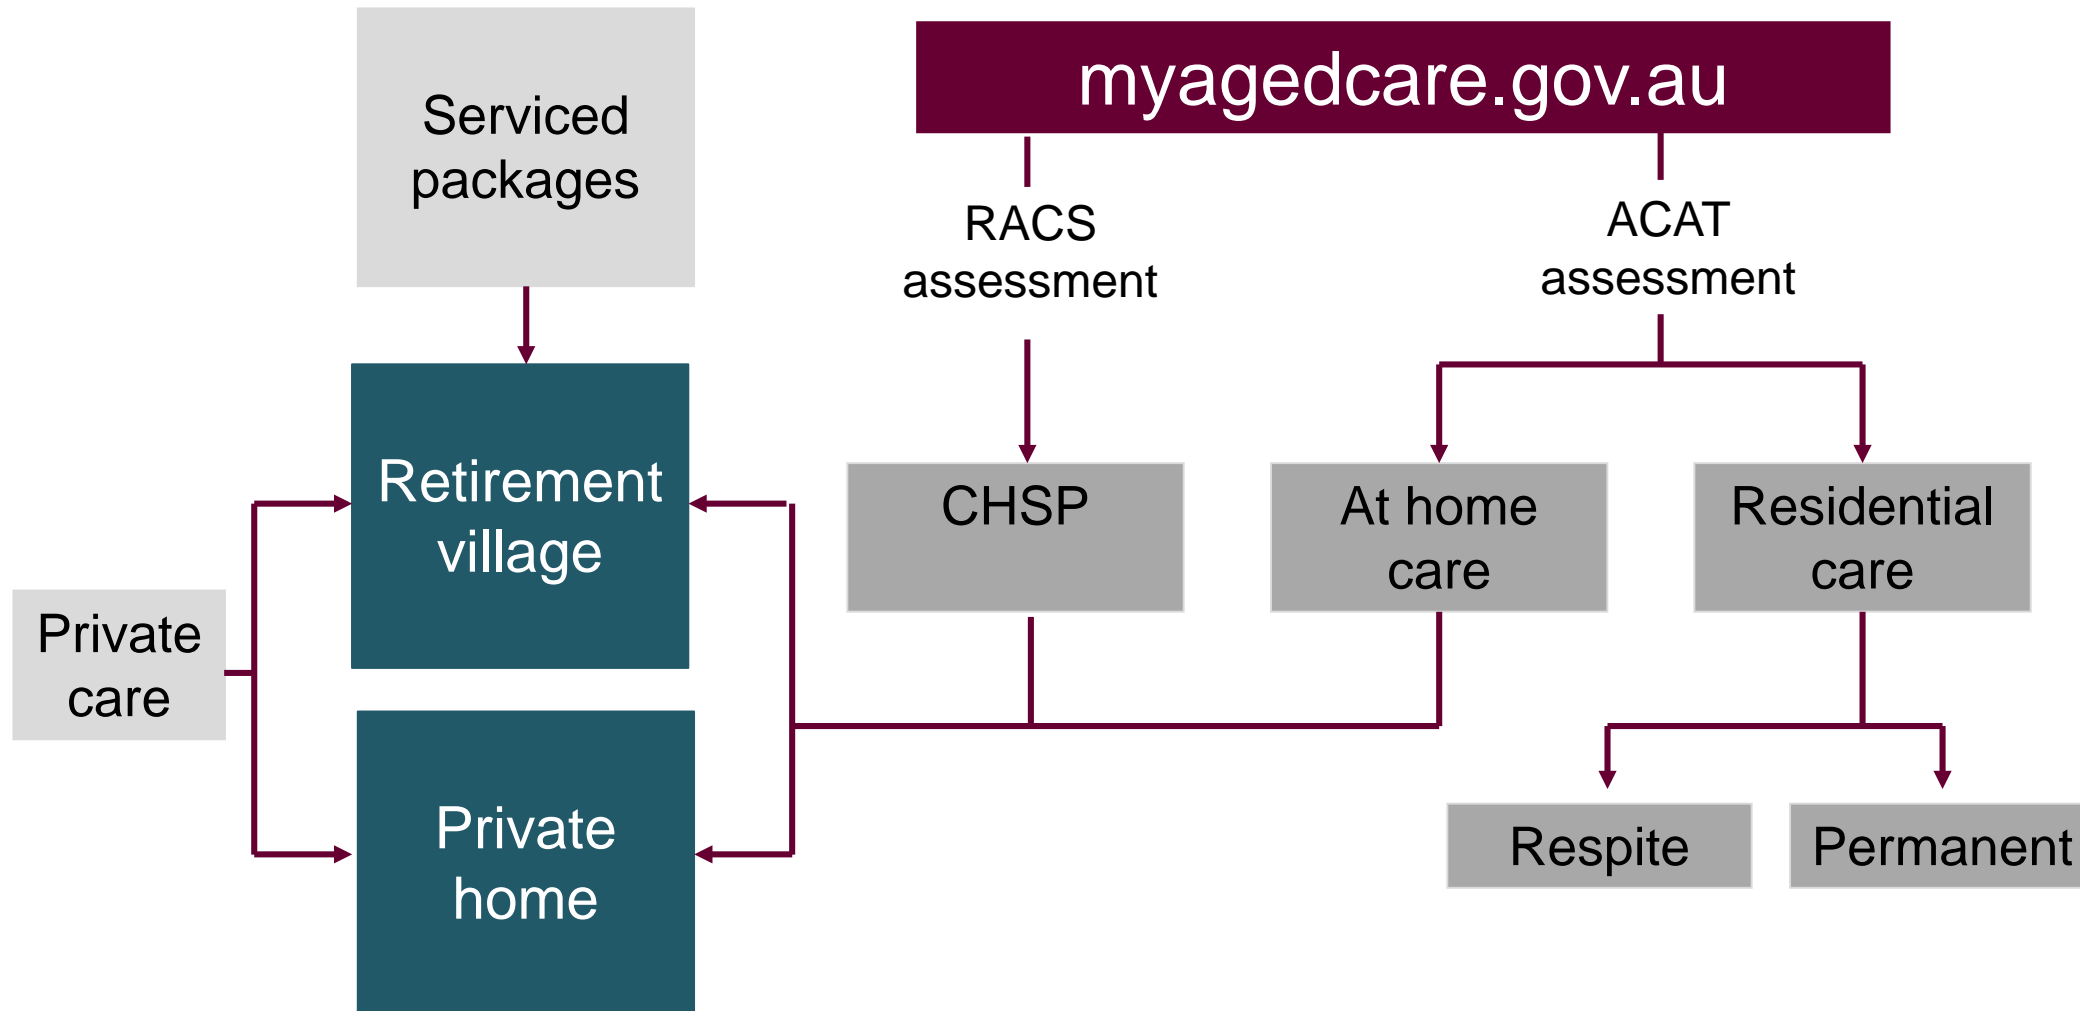 Serviced
packages
myagedcare.gov.au
RACS
assessment
ACAT
assessment
Retirement
village
CHSP
At home
care
Residential
care
Private
care
Private
home
Respite
Permanent